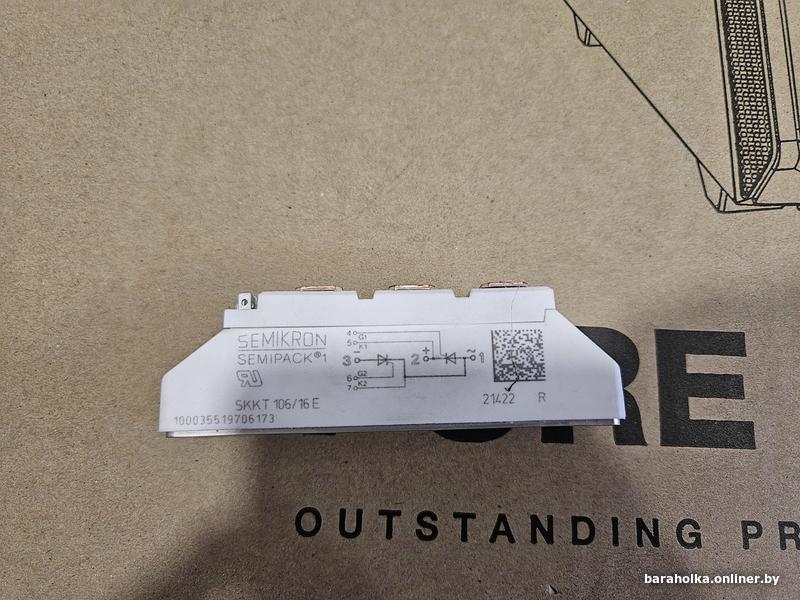 SEMIKRON
SEMIPACK®1
SKKT 106/16 E
100035519706173
4 G1
5 K1
3 - 2 + ~ 1
6 G2
7 K2
21422 R
RE
OUTSTANDING PR
baraholka.onliner.by